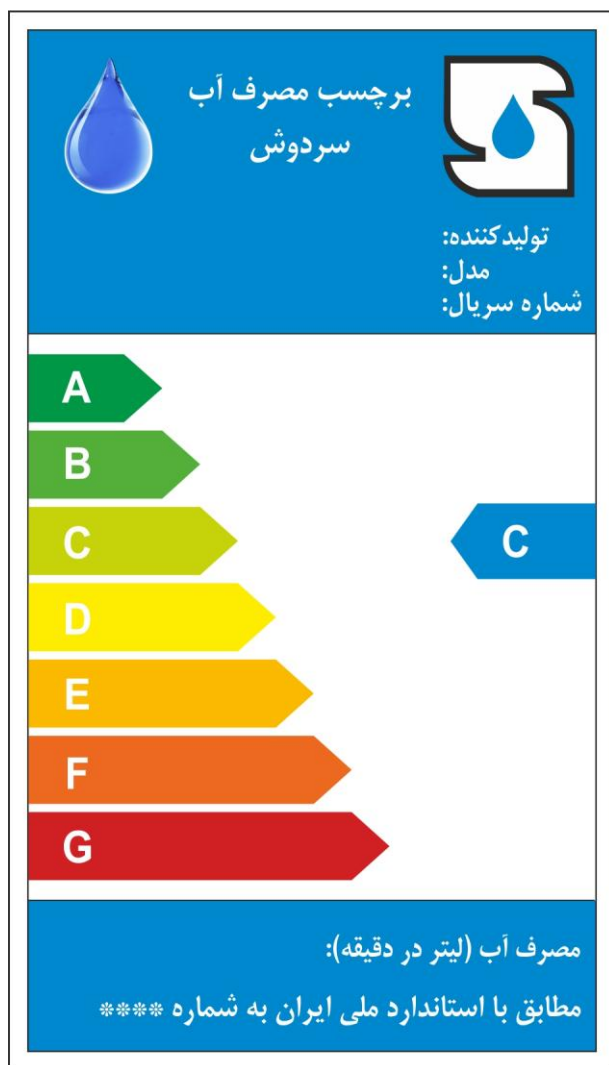 برچسب مصرف آب
سردوش
تولیدکننده:
مدل:
شماره سریال:
A
B
C
C
D
E
F
G
مصرف آب (لیتر در دقیقه):
مطابق با استاندارد ملی ایران به شماره ****